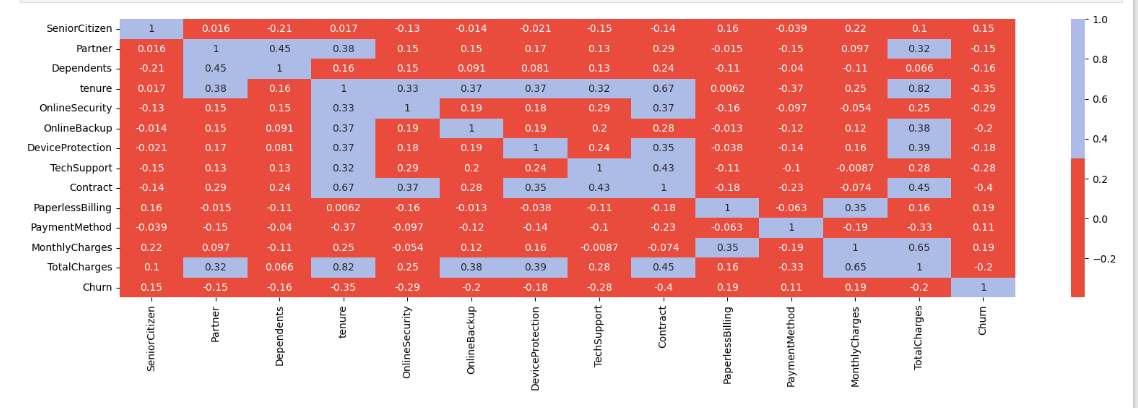 SeniorCitizen 1 0.016 -0.21 0.017 -0.13 -0.014 -0.021 -0.15 -0.14 0.16 -0.039 0.22 0.1 0.15 1.0
Partner 0.016 1 0.45 0.38 0.15 0.15 0.17 0.13 0.29 -0.015 -0.15 0.097 0.32 -0.15
Dependents -0.21 0.45 1 0.16 0.15 0.091 0.081 0.13 0.24 -0.11 -0.04 -0.11 0.066 -0.16 0.8
tenure 0.017 0.38 0.16 1 0.33 0.37 0.37 0.32 0.67 0.0062 -0.37 0.25 0.82 -0.35
OnlineSecurity -0.13 0.15 0.15 0.33 1 0.19 0.18 0.29 0.37 -0.16 -0.097 -0.054 0.25 -0.29 0.6
OnlineBackup -0.014 0.15 0.091 0.37 0.19 1 0.19 0.2 0.28 -0.013 -0.12 0.12 0.38 -0.2 0.4
DeviceProtection -0.021 0.17 0.081 0.37 0.18 0.19 1 0.24 0.35 -0.038 -0.14 0.16 0.39 -0.18
TechSupport -0.15 0.13 0.13 0.32 0.29 0.2 0.24 1 0.43 -0.11 -0.1 -0.0087 0.28 -0.28 0.2
Contract -0.14 0.29 0.24 0.67 0.37 0.28 0.35 0.43 1 -0.18 -0.23 -0.074 0.45 -0.4
PaperlessBilling 0.16 -0.015 -0.11 0.0062 -0.16 -0.013 -0.038 -0.11 -0.18 1 -0.063 0.35 0.16 0.19 0.0
PaymentMethod -0.039 -0.15 -0.04 -0.37 -0.097 -0.12 -0.14 -0.1 -0.23 -0.063 1 -0.19 -0.33 0.11
MonthlyCharges 0.22 0.097 -0.11 0.25 -0.054 0.12 0.16 -0.0087 -0.074 0.35 -0.19 1 0.65 0.19 −0.2
TotalCharges 0.1 0.32 0.066 0.82 0.25 0.38 0.39 0.28 0.45 0.16 -0.33 0.65 1 -0.2
Churn 0.15 -0.15 -0.16 -0.35 -0.29 -0.2 -0.18 -0.28 -0.4 0.19 0.11 0.19 -0.2 1
SeniorCitizen
Partner
Dependents
tenure
OnlineSecurity
OnlineBackup
DeviceProtection
TechSupport
Contract
PaperlessBilling
PaymentMethod
MonthlyCharges
TotalCharges
Churn